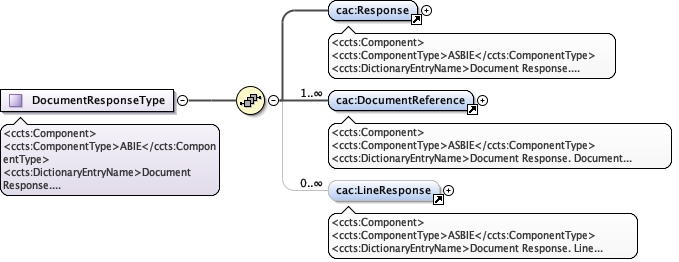 cac:Response
<ccts:Component>
<ccts:ComponentType>ASBIE</ccts:ComponentType>
<ccts:DictionaryEntryName>Document Response....
DocumentResponseType
<ccts:Component>
<ccts:ComponentType>ABIE</ccts:Compon
entType>
<ccts:DictionaryEntryName>Document
Response....
1..∞
cac:DocumentReference
<ccts:Component>
<ccts:ComponentType>ASBIE</ccts:ComponentType>
<ccts:DictionaryEntryName>Document Response. Document...
0..∞
cac:LineResponse
<ccts:Component>
<ccts:ComponentType>ASBIE</ccts:ComponentType>
<ccts:DictionaryEntryName>Document Response. Line...